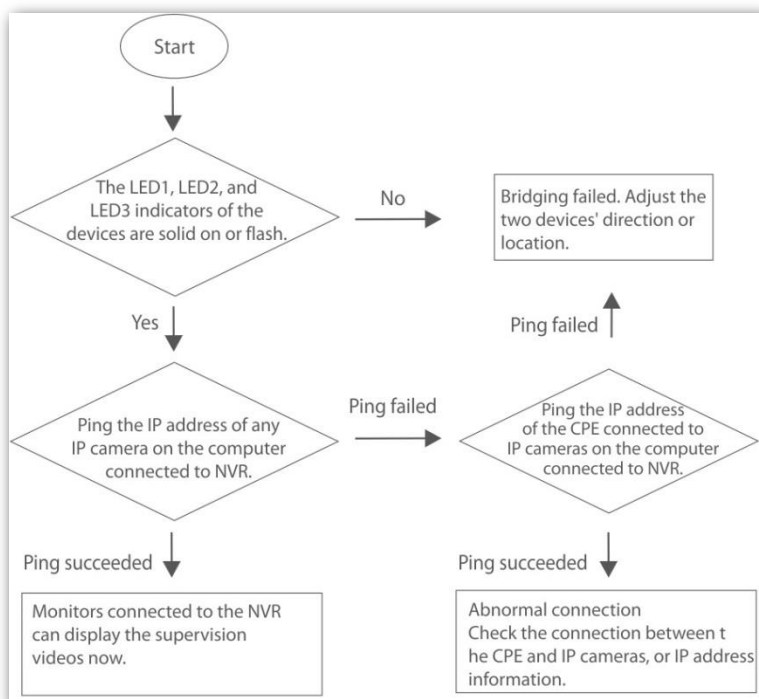 Start
The LED1, LED2, and
LED3 indicators of the
devices are solid on or flash.
No
Bridging failed. Adjust the
two devices' direction or
location.
Yes
Ping failed
Ping the IP address of any
IP camera on the computer
connected to NVR.
Ping failed
Ping the IP address
of the CPE connected to
IP cameras on the computer
connected to NVR.
Ping succeeded
Monitors connected to the NVR
can display the supervision
videos now.
Ping succeeded
Abnormal connection
Check the connection between t
he CPE and IP cameras, or IP address
information.